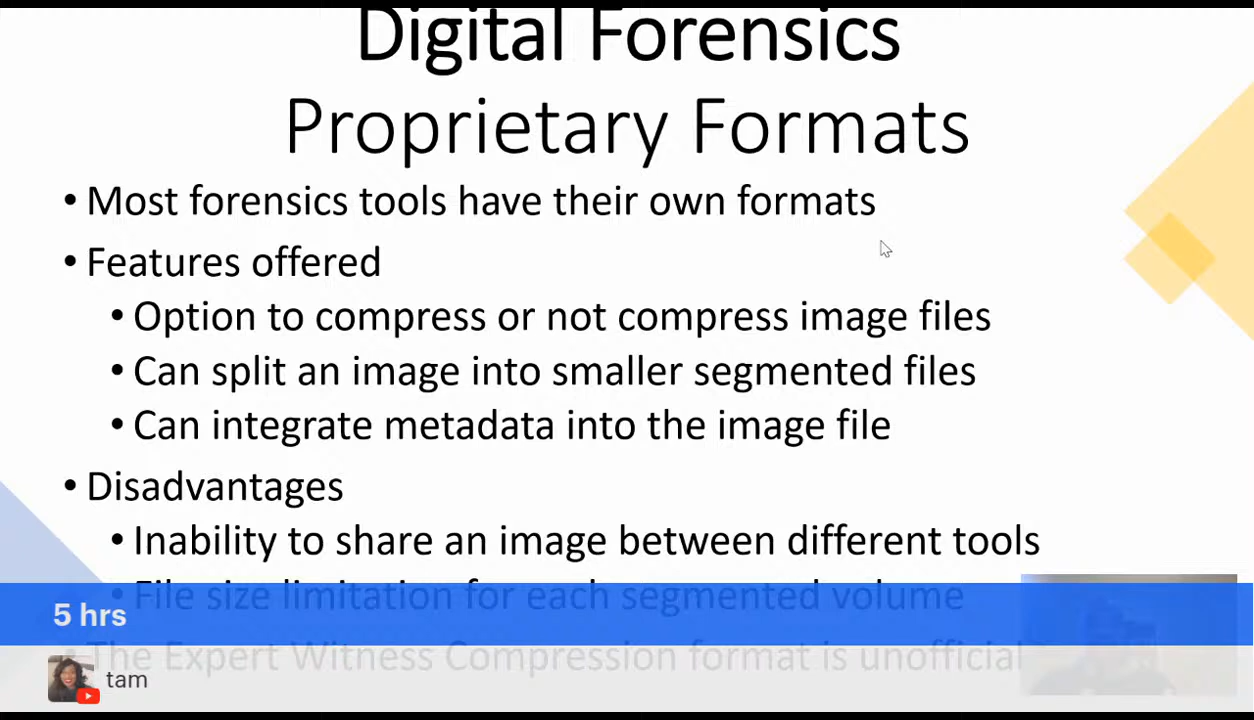 Digital Forensics
Proprietary Formats
• Most forensics tools have their own formats
• Features offered
• Option to compress or not compress image files
• Can split an image into smaller segmented files
• Can integrate metadata into the image file
• Disadvantages
• Inability to share an image between different tools
• File size limitation for each segmented volume
5 hrs
The Expert Witness Compression format is unofficial
tam